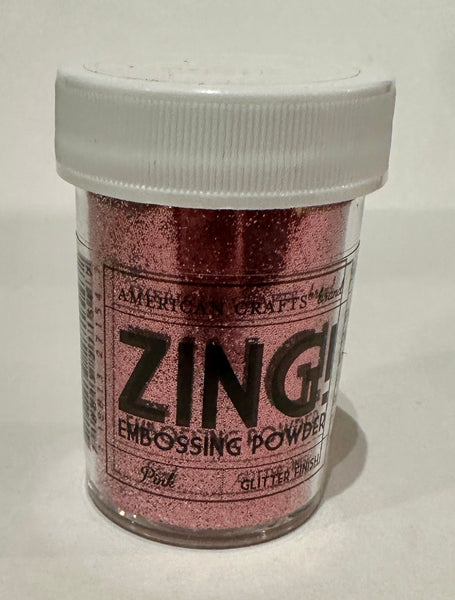 AMERICAN CRAFTS
ZING!
EMBOSSING POWDER
Pink
GLITTER FINISH